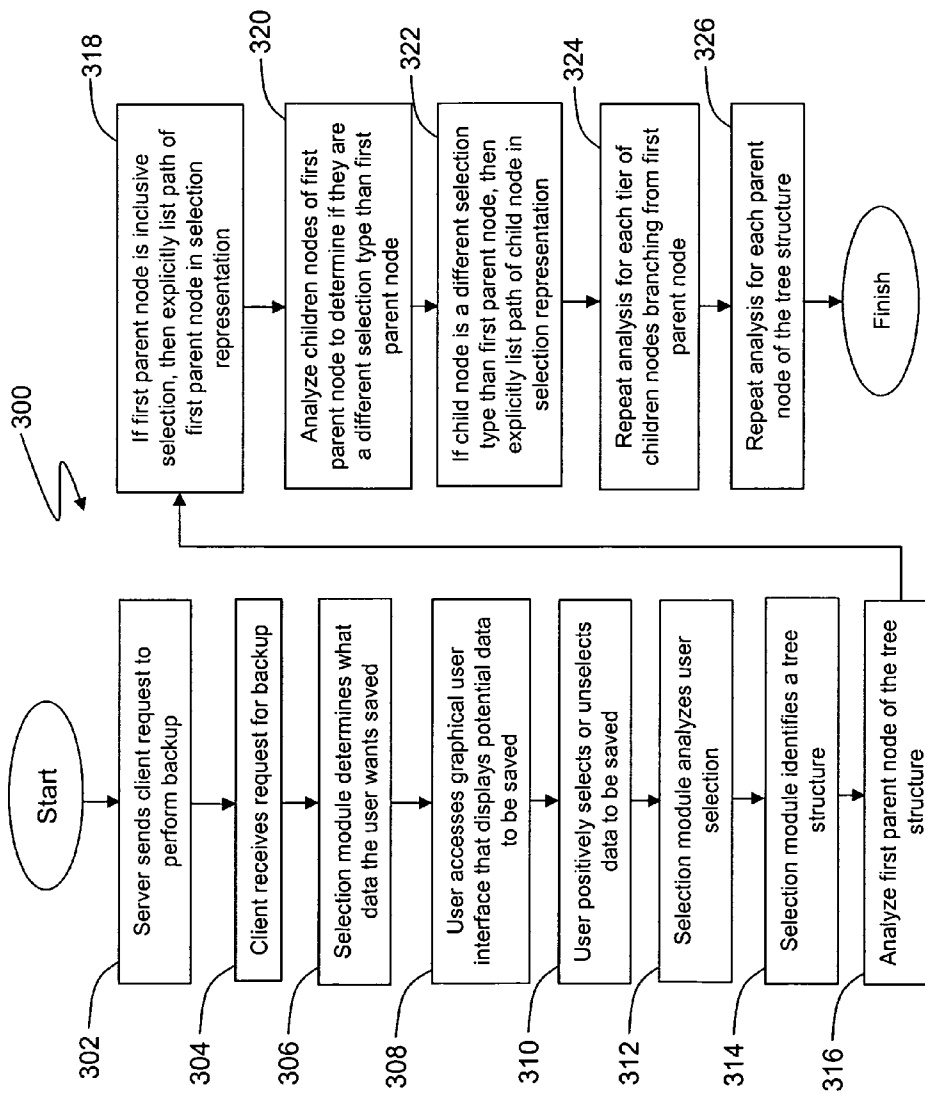 300
Start
302
Server sends client request to
perform backup
304
Client receives request for backup
306
Selection module determines what
data the user wants saved
308
User accesses graphical user
interface that displays potential data
to be saved
310
User positively selects or unselects
data to be saved
312
Selection module analyzes user
selection
314
Selection module identifies a tree
structure
316
Analyze first parent node of the tree
structure
318
If first parent node is inclusive
selection, then explicitly list path of
first parent node in selection
representation
320
Analyze children nodes of first
parent node to determine if they are
a different selection type than first
parent node
322
If child node is a different selection
type than first parent node, then
explicitly list path of child node in
selection representation
324
Repeat analysis for each tier of
children nodes branching from first
parent node
326
Repeat analysis for each parent
node of the tree structure
Finish